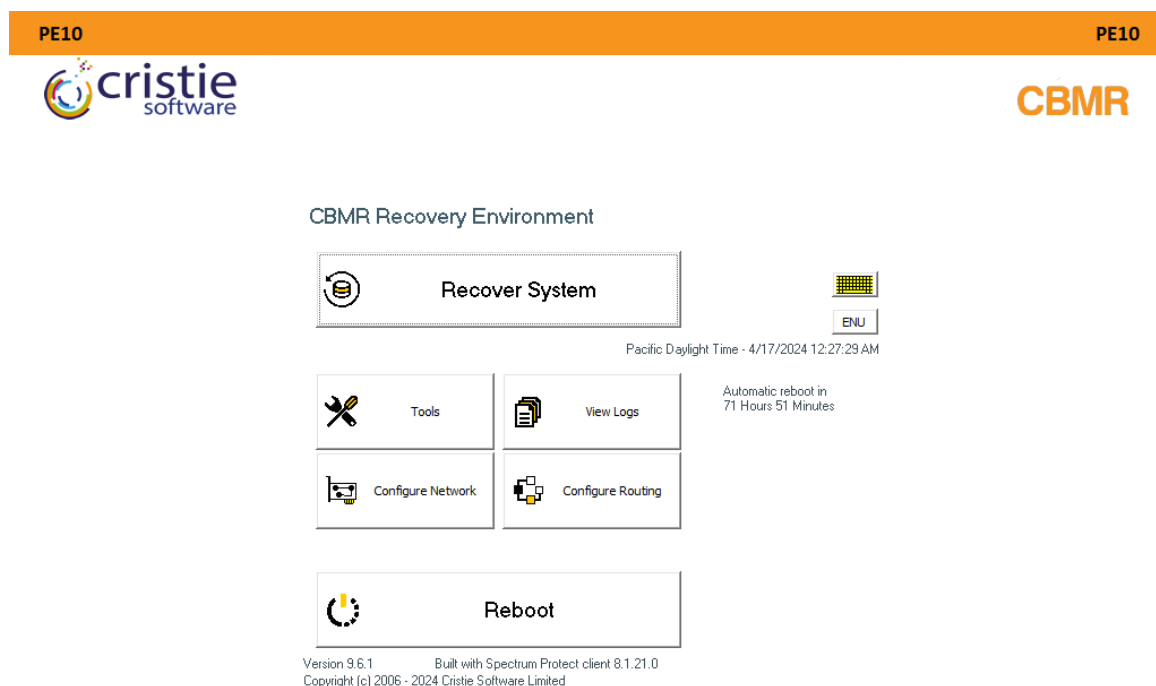 PE10 PE10
cristie
software
CBMR
CBMR Recovery Environment
Recover System
ENU
Pacific Daylight Time - 4/17/2024 12:27:29 AM
Tools
View Logs
Automatic reboot in
71 Hours 51 Minutes
Configure Network
Configure Routing
Reboot
Version 9.6.1 Built with Spectrum Protect client 8.1.21.0
Copyright (c) 2006 - 2024 Cristie Software Limited